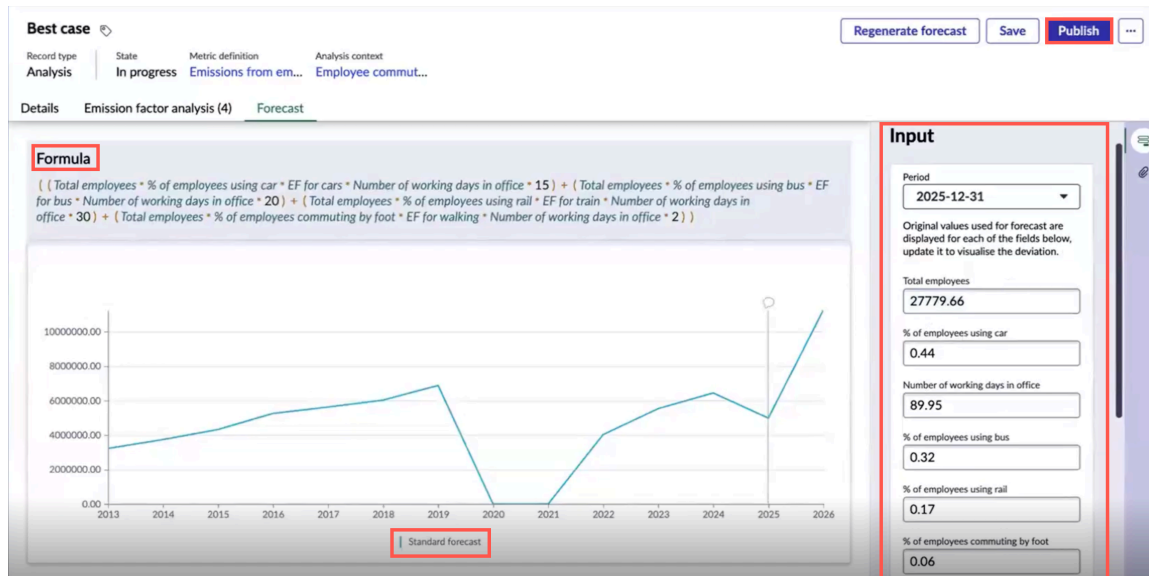 Best case
Regenerate forecast
Save
Publish
...
Record type
State
Metric definition
Analysis context
Analysis
In progress
Emissions from em...
Employee commut...
Details
Emission factor analysis (4)
Forecast
Formula
( ( Total employees * % of employees using car * EF for cars * Number of working days in office * 15 ) + ( Total employees * % of employees using bus * EF
for bus * Number of working days in office * 20 ) + ( Total employees * % of employees using rail * EF for train * Number of working days in
office * 30 ) + ( Total employees * % of employees commuting by foot * EF for walking * Number of working days in office * 2 ) )
10000000.00
8000000.00
6000000.00
4000000.00
2000000.00
0.00
2013 2014 2015 2016 2017 2018 2019 2020 2021 2022 2023 2024 2025 2026
Standard forecast
Input
Period
2025-12-31
Original values used for forecast are
displayed for each of the fields below,
update it to visualise the deviation.
Total employees
27779.66
% of employees using car
0.44
Number of working days in office
89.95
% of employees using bus
0.32
% of employees using rail
0.17
% of employees commuting by foot
0.06